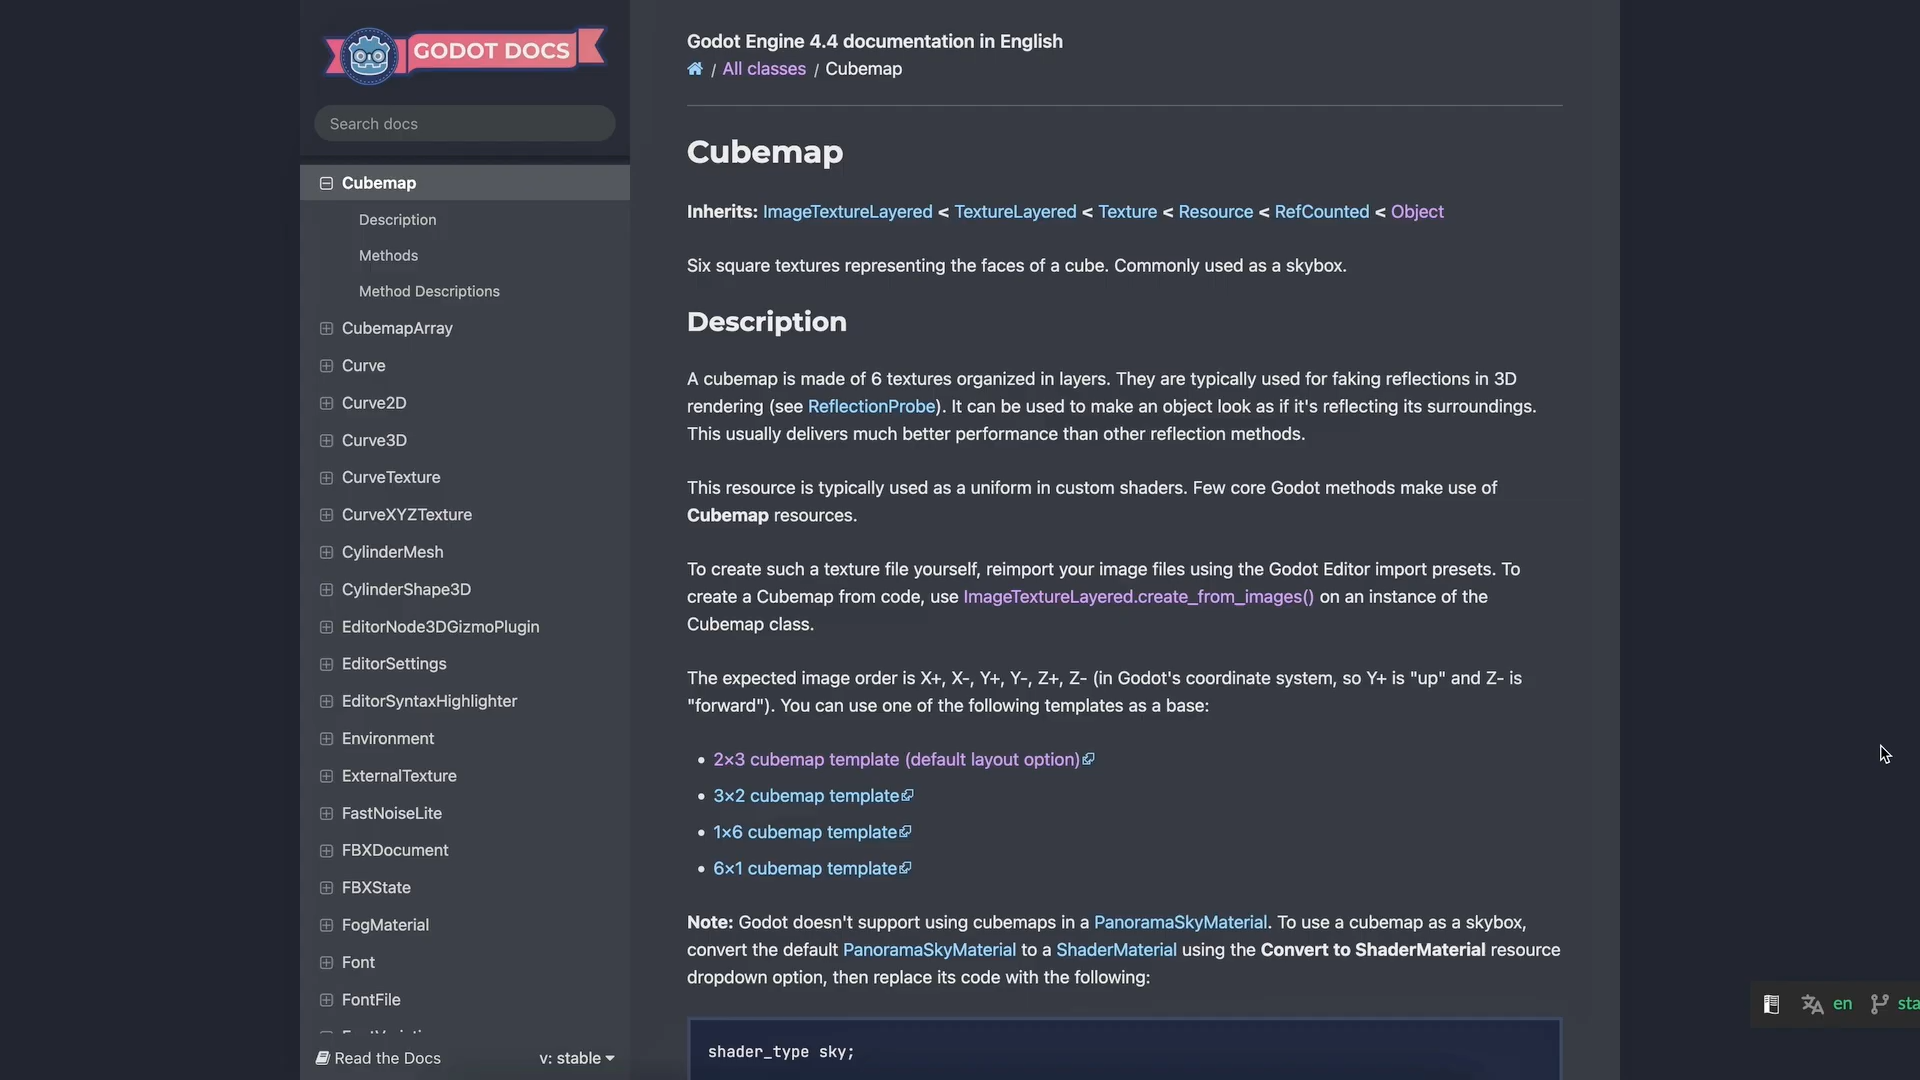 GODOT DOCS
Search docs
Cubemap
Description
Methods
Method Descriptions
CubemapArray
Curve
Curve2D
Curve3D
CurveTexture
CurveXYZTexture
CylinderMesh
CylinderShape3D
EditorNode3DGizmoPlugin
EditorSettings
EditorSyntaxHighlighter
Environment
ExternalTexture
FastNoiseLite
FBXDocument
FBXState
FogMaterial
Font
FontFile
Read the Docs v: stable
Godot Engine 4.4 documentation in English
/ All classes / Cubemap
Cubemap
Inherits: ImageTextureLayered < TextureLayered < Texture < Resource < RefCounted < Object
Six square textures representing the faces of a cube. Commonly used as a skybox.
Description
A cubemap is made of 6 textures organized in layers. They are typically used for faking reflections in 3D
rendering (see ReflectionProbe). It can be used to make an object look as if it's reflecting its surroundings.
This usually delivers much better performance than other reflection methods.
This resource is typically used as a uniform in custom shaders. Few core Godot methods make use of
Cubemap resources.
To create such a texture file yourself, reimport your image files using the Godot Editor import presets. To
create a Cubemap from code, use ImageTextureLayered.create_from_images() on an instance of the
Cubemap class.
The expected image order is X+, X-, Y+, Y-, Z+, Z- (in Godot's coordinate system, so Y+ is "up" and Z- is
"forward"). You can use one of the following templates as a base:
• 2×3 cubemap template (default layout option)
• 3×2 cubemap template
• 1×6 cubemap template
• 6×1 cubemap template
Note: Godot doesn't support using cubemaps in a PanoramaSkyMaterial. To use a cubemap as a skybox,
convert the default PanoramaSkyMaterial to a ShaderMaterial using the Convert to ShaderMaterial resource
dropdown option, then replace its code with the following:
shader_type sky;
en sta